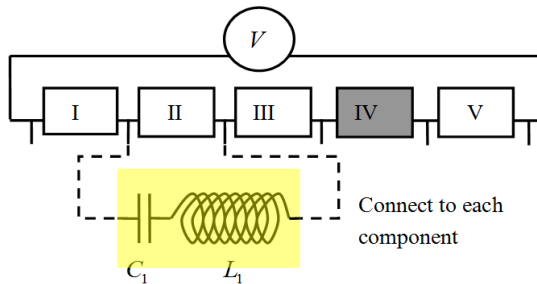 V
I II III IV V
Connect to each
component
C₁ L₁